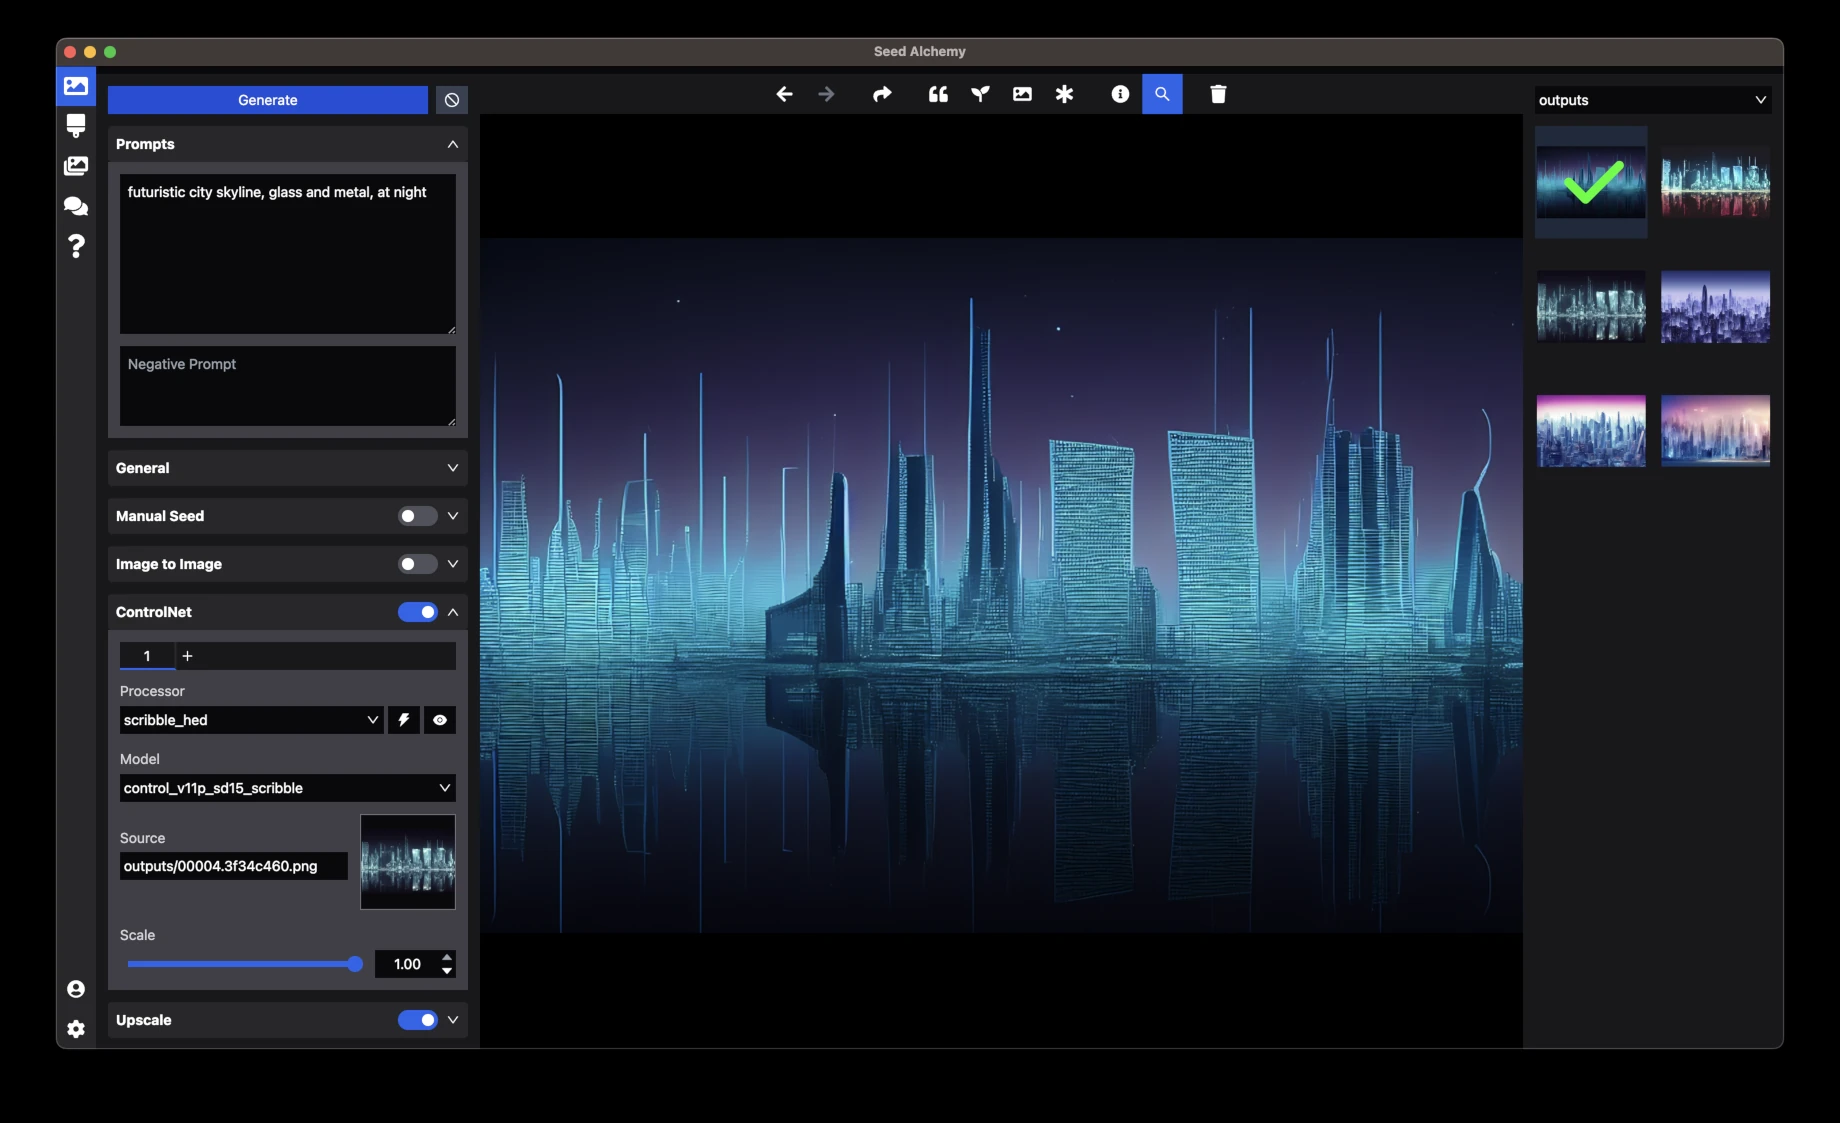 Seed Alchemy
Generate
Prompts
futuristic city skyline, glass and metal, at night
Negative Prompt
General
Manual Seed
Image to Image
ControlNet
1 +
Processor
scribble_hed
Model
control_v11p_sd15_scribble
Source
outputs/00004.3f34c460.png
Scale
1.00
Upscale
outputs